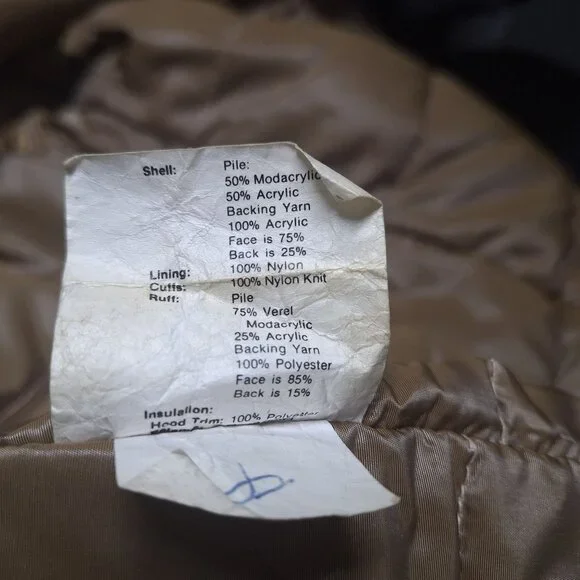 Shell: Pile:
50% Modacrylic
50% Acrylic
Backing Yarn
100% Acrylic
Face is 75%
Back is 25%
Lining: 100% Nylon
Cuffs: 100% Nylon Knit
Ruff: Pile
75% Verel
Modacrylic
25% Acrylic
Backing Yarn
100% Polyester
Face is 85%
Back is 15%
Insulation:
Hood Trim: 100% Polyester